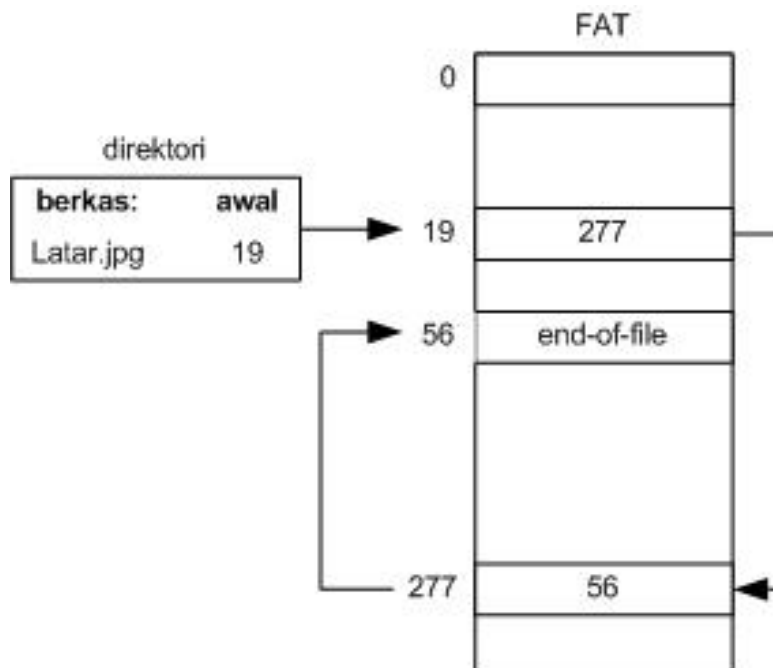 FAT
0
direktori
berkas: awal
Latar.jpg 19
19 277
56 end-of-file
277 56